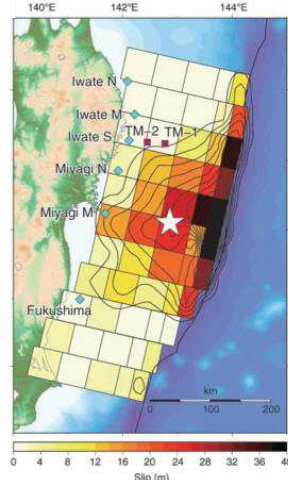 140°E 142°E 144°E
Iwate N
Iwate M
TM-2 TM-1
Iwate S
Miyagi N
Miyagi M
Fukushima
km
0 100 200
0 4 8 12 16 20 24 28 32 36 40
Slip (m)